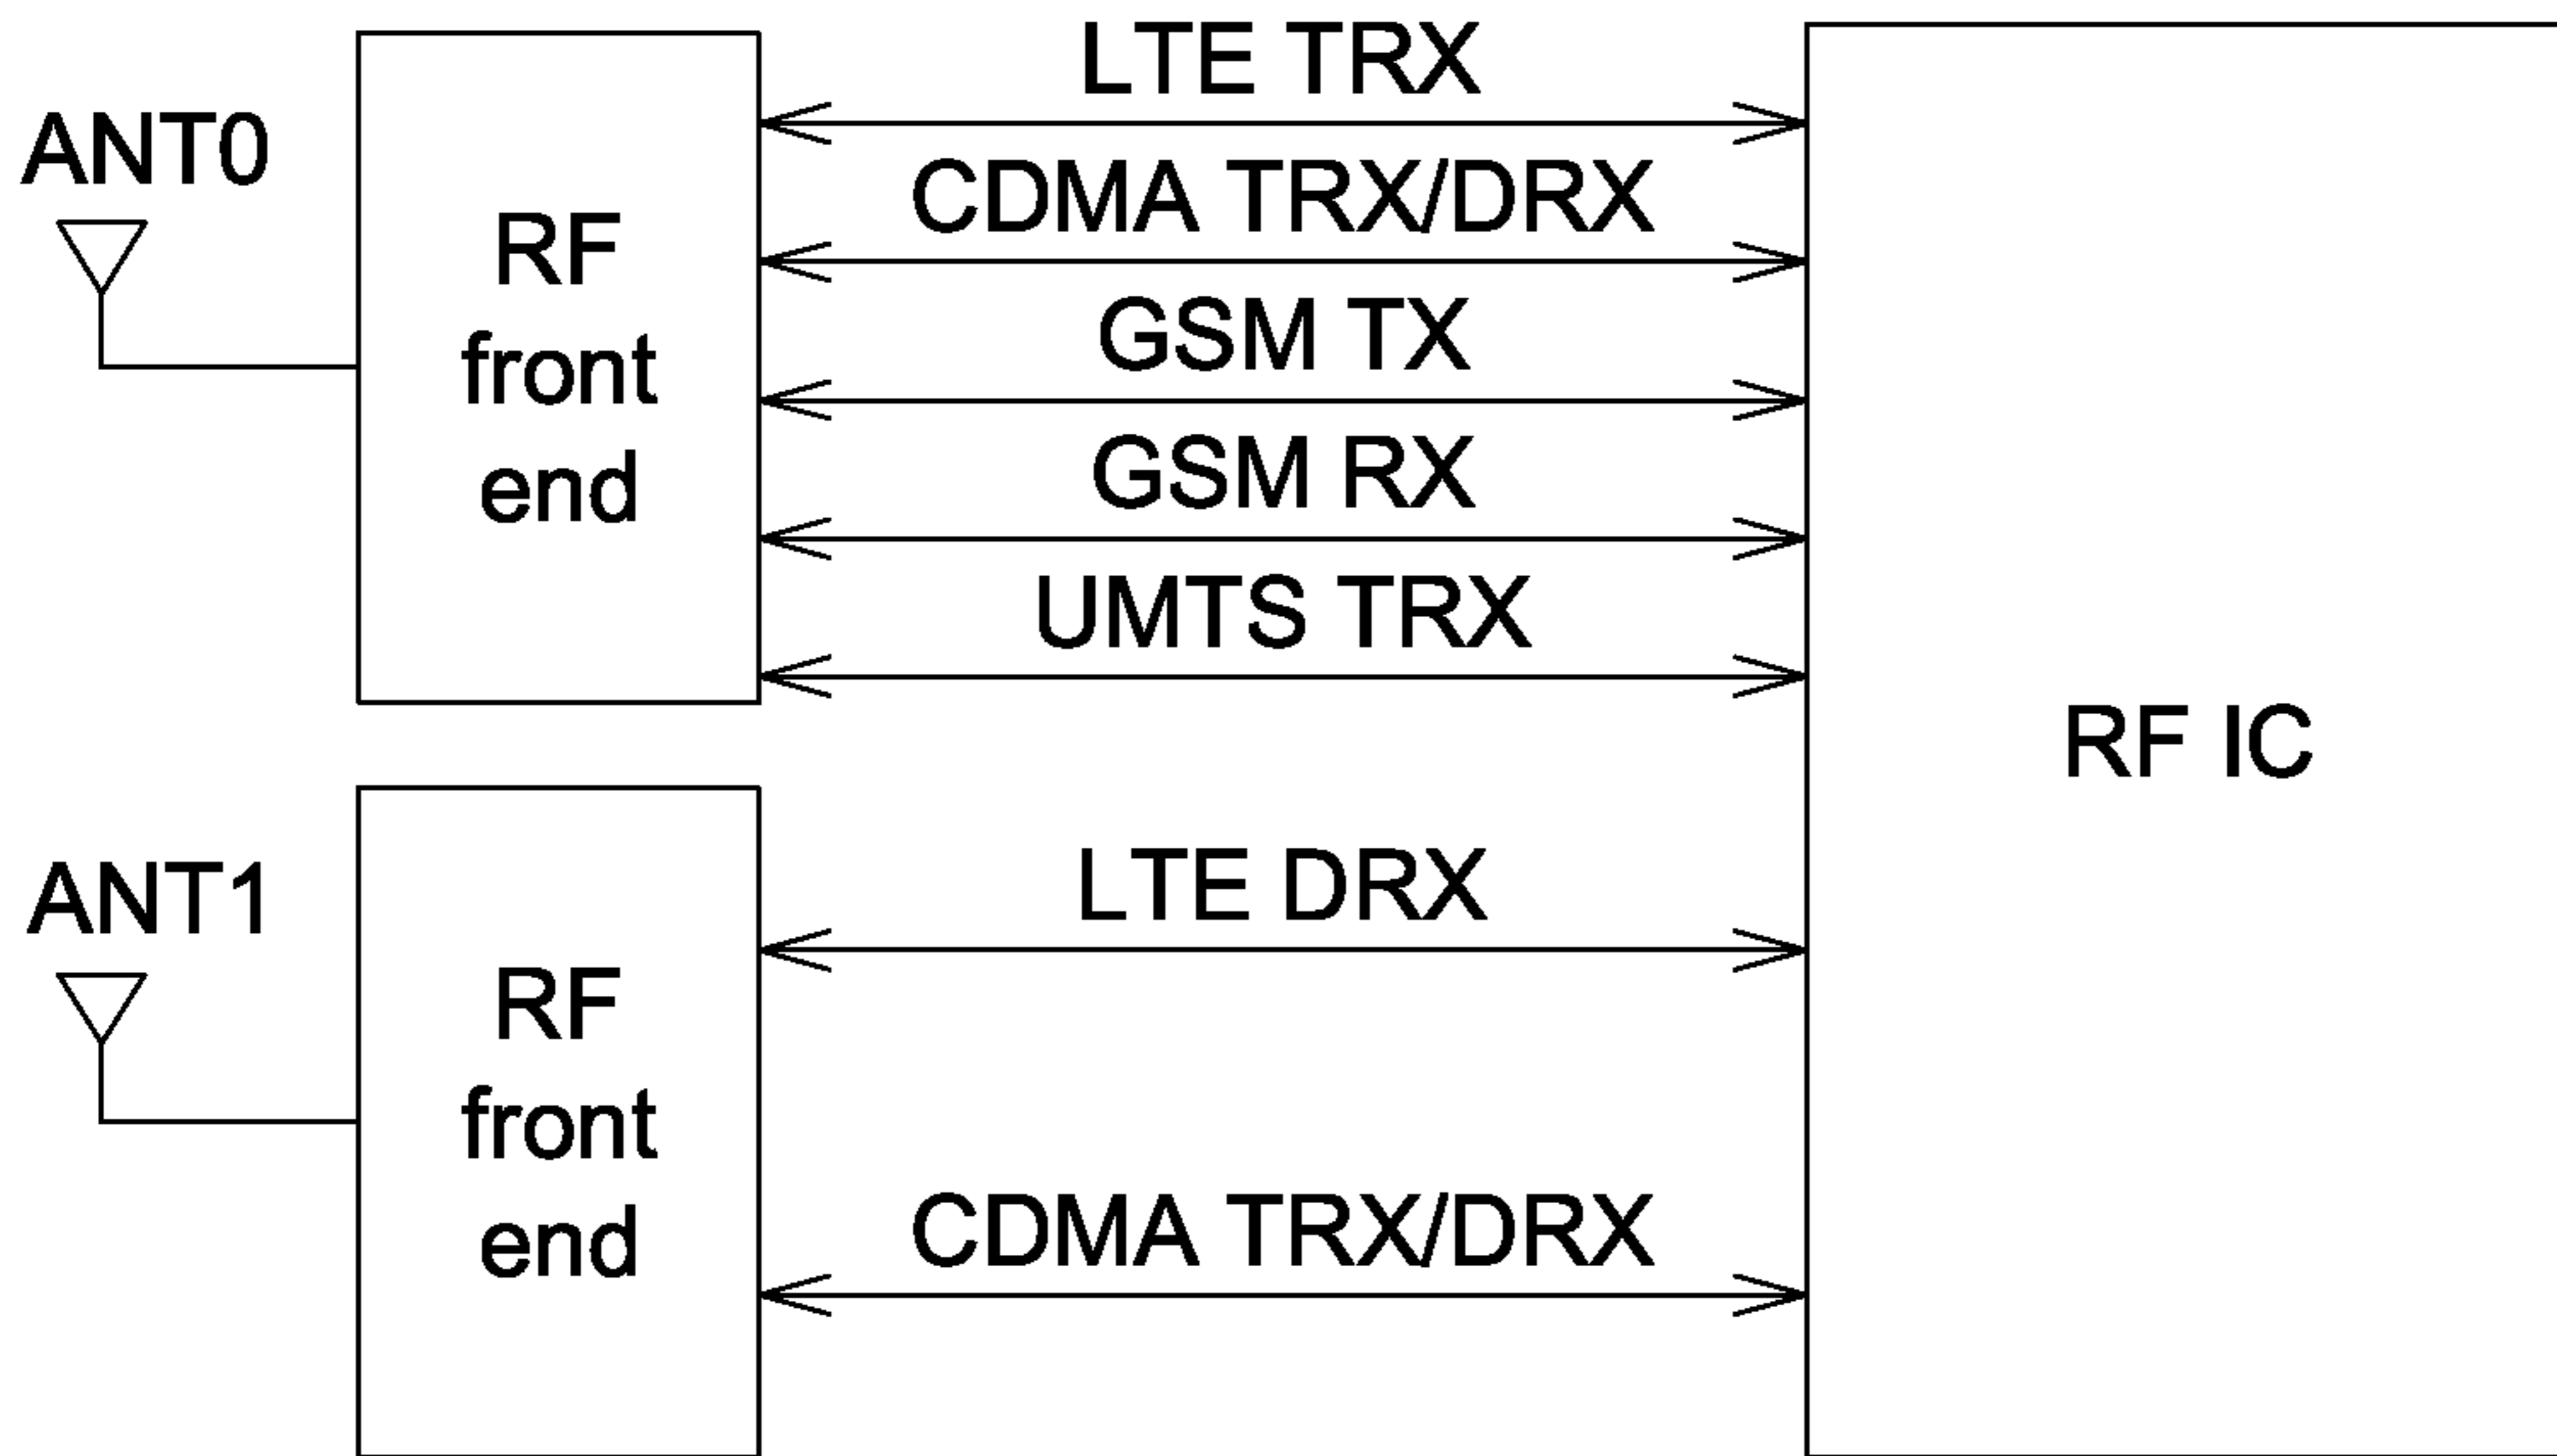 ANT0
RF
front
end
LTE TRX
CDMA TRX/DRX
GSM TX
GSM RX
UMTS TRX
RF IC
ANT1
RF
front
end
LTE DRX
CDMA TRX/DRX